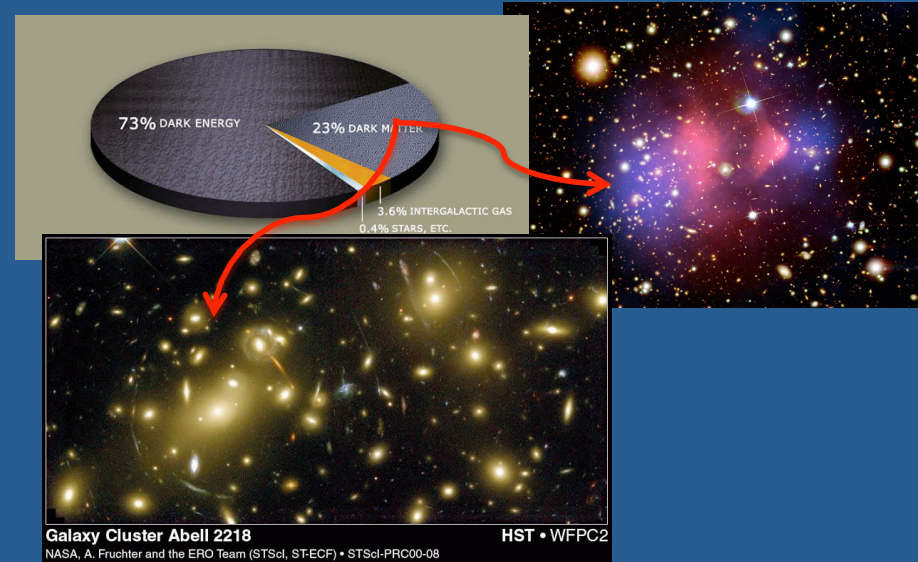 73% DARK ENERGY
23% DARK MATTER
3.6% INTERGALACTIC GAS
0.4% STARS, ETC.
Galaxy Cluster Abell 2218 HST • WFPC2
NASA, A. Fruchter and the ERO Team (STScI, ST-ECF) • STScI-PRC00-08